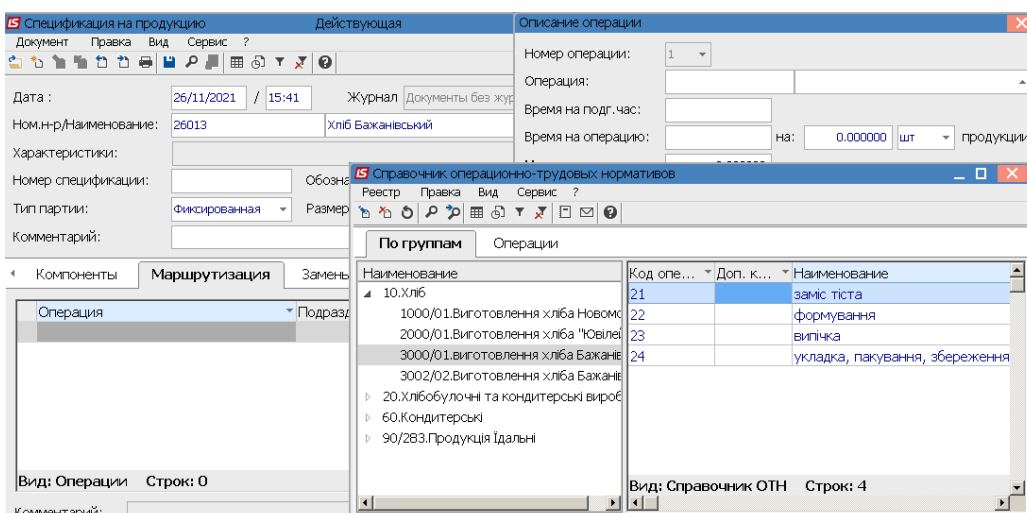 Спецификация на продукцию Действующая
Документ Правка Вид Сервис ?
Дата : 26/11/2021 / 15:41 Журнал Документы без жур
Ном.н-р/Наименование: 26013 Хліб Бажанівський
Характеристики:
Номер спецификации: Обозна
Тип партии: Фиксированная Размер
Комментарий:
Компоненты Маршрутизация Замены
Операция Подразд
Вид: Операции Строк: 0
Комментарий:
Описание операции
Номер операции: 1
Операция:
Время на подг.час:
Время на операцию: на: 0.000000 шт продукции
Справочник операционно-трудовых нормативов
Реестр Правка Вид Сервис ?
По группам Операции
Наименование
10.Хліб
1000/01.Виготовлення хліба Новомо
2000/01.Виготовлення хліба "Ювілей
3000/01.виготовлення хліба Бажанів
3002/02.Виготовлення хліба Бажанів
20.Хлібобулочні та кондитерські вироб
60.Кондитерські
90/283.Продукція Їдальні
Код опе... Доп. к... Наименование
21 заміс тіста
22 формування
23 випічка
24 укладка, пакування, збереження
Вид: Справочник ОТН Строк: 4